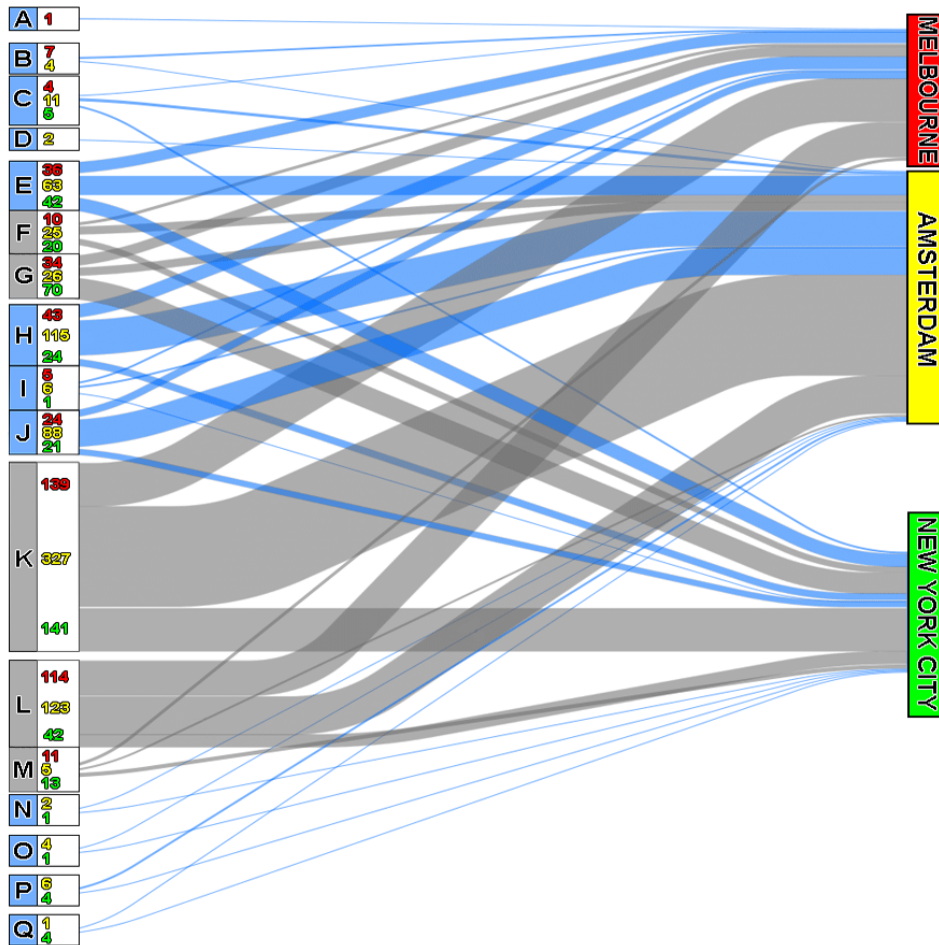 A 1
B 7
4
C 4
11
5
D 2
E 36
63
42
F 10
25
20
G 34
26
70
H 43
115
24
I 5
6
1
J 24
88
21
K 139
327
141
L 114
123
42
M 11
5
13
N 2
1
O 4
1
P 6
4
Q 1
4
MELBOURNE
AMSTERDAM
NEW YORK CITY